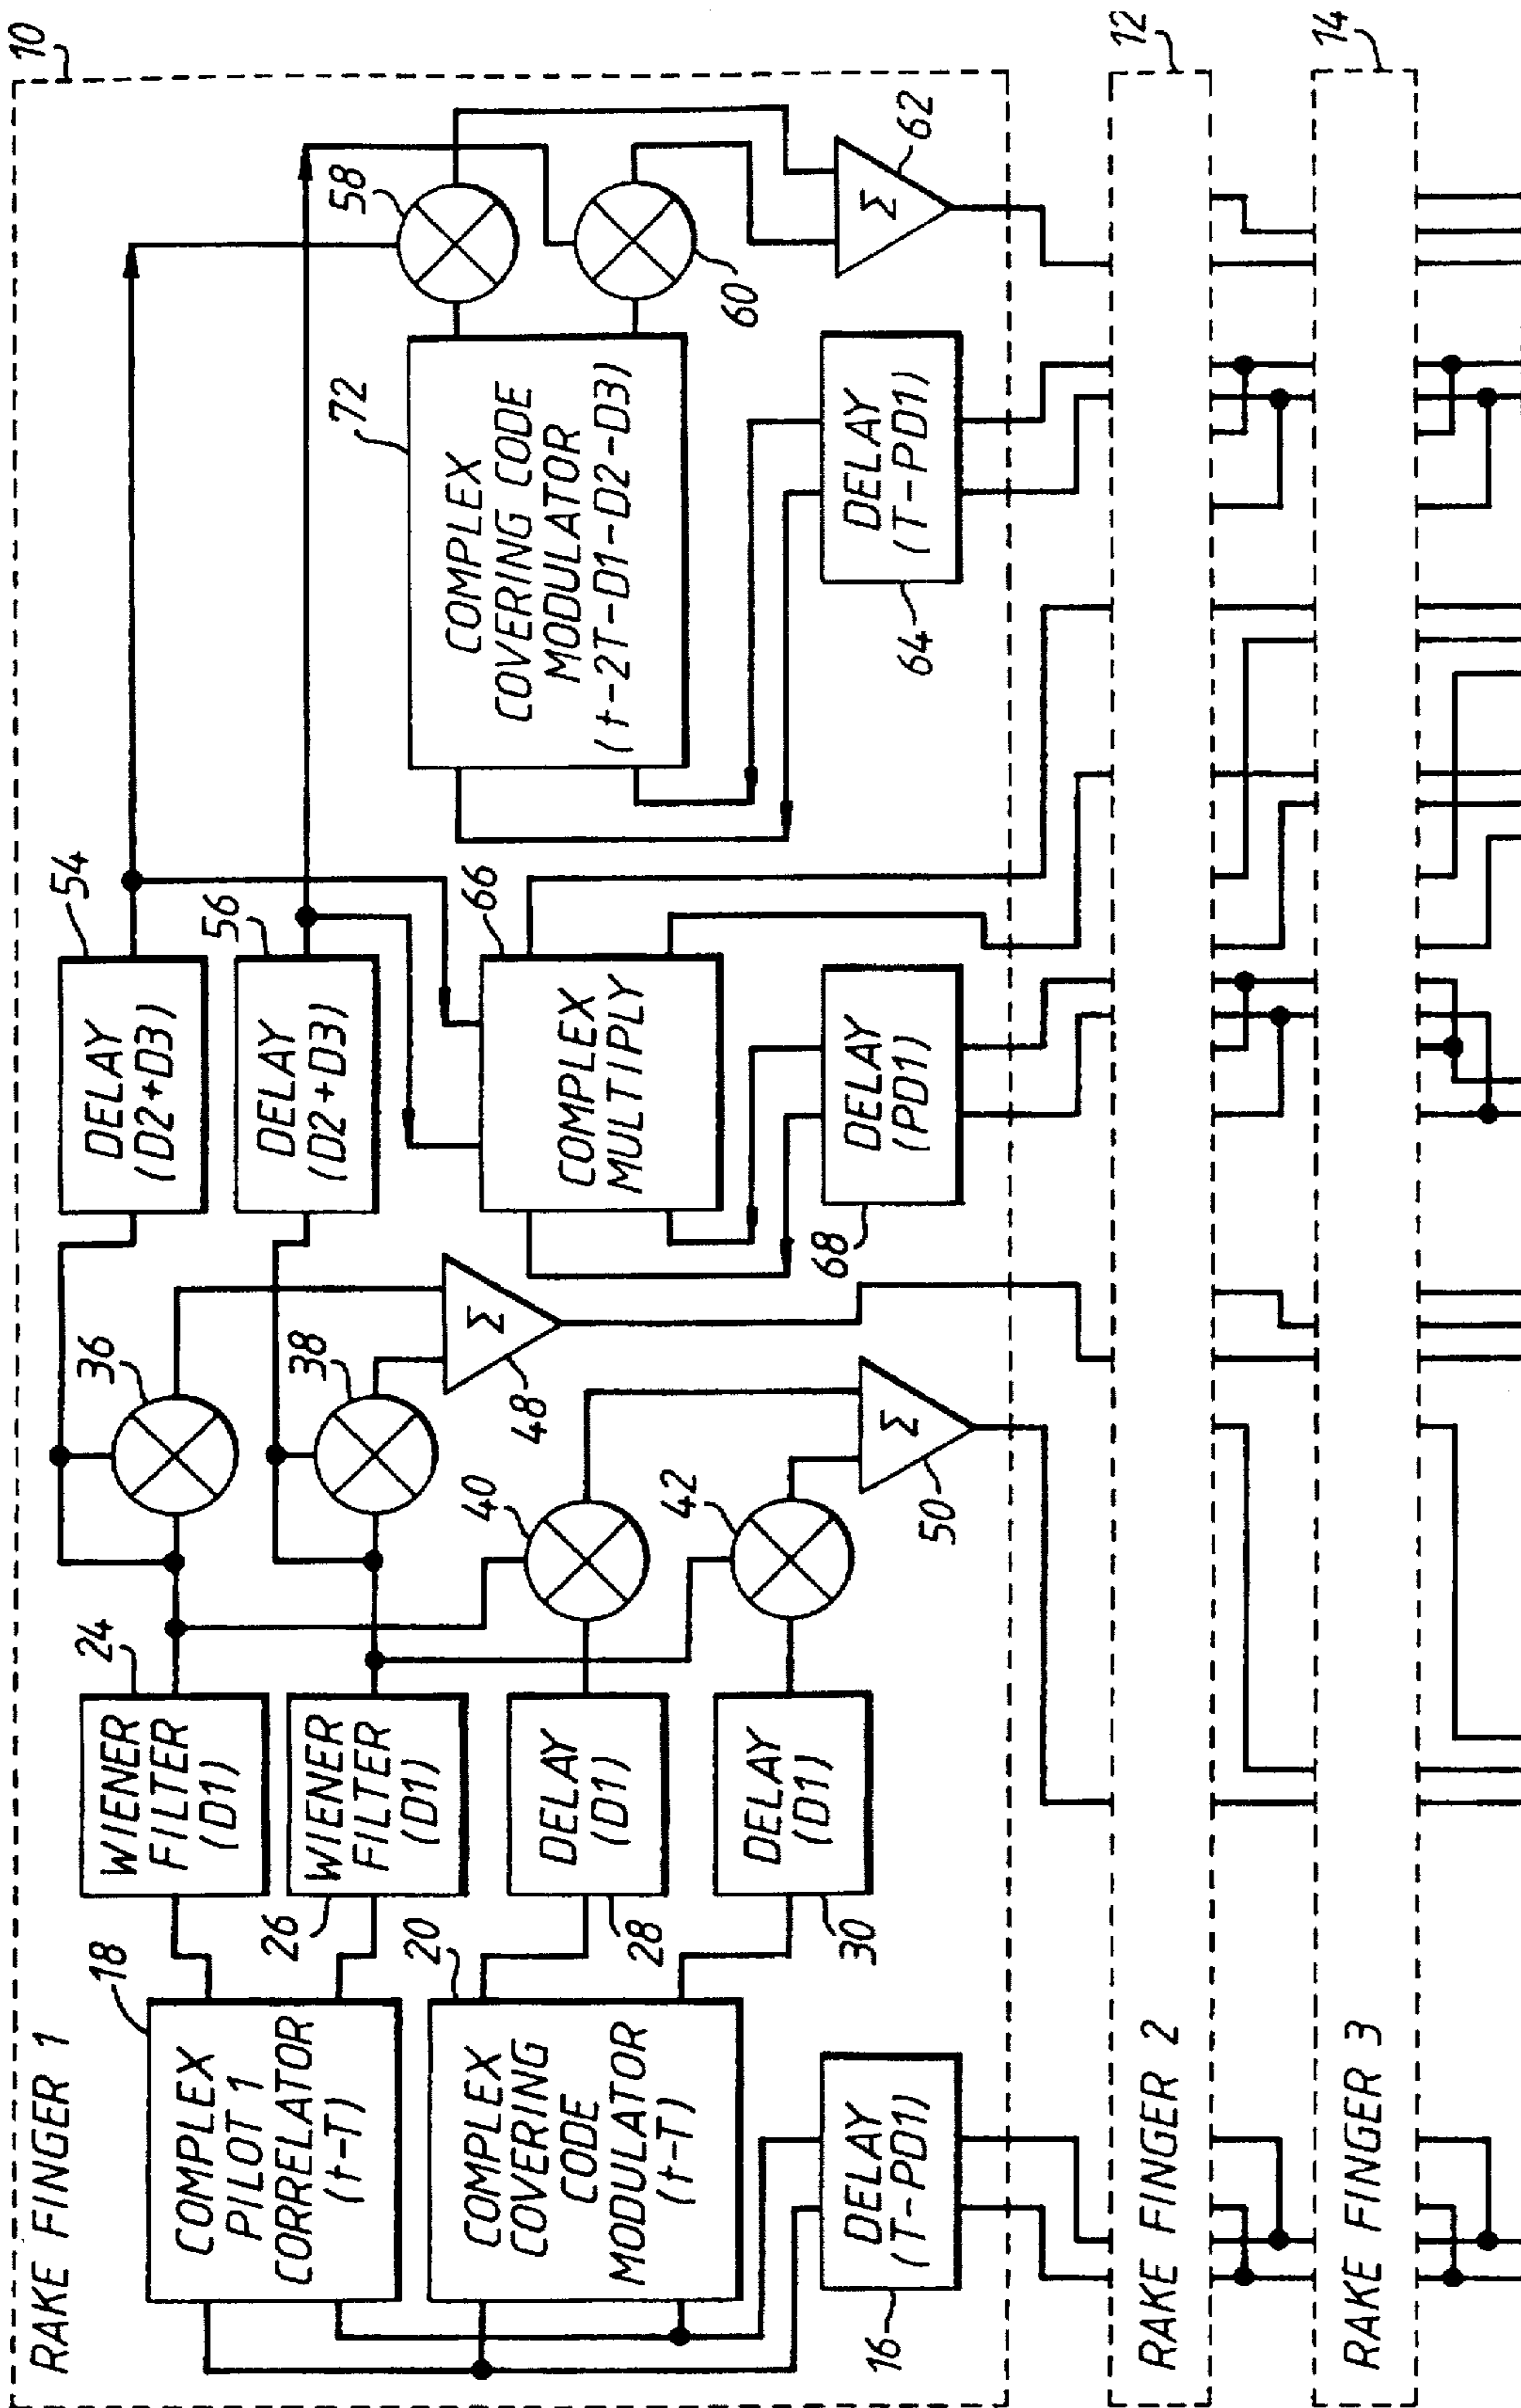 10
RAKE FINGER 1
18
COMPLEX
PILOT 1
CORRELATOR
(t-T)
24
WIENER
FILTER
(D1)
26
WIENER
FILTER
(D1)
36
38
54
DELAY
(D2+D3)
56
DELAY
(D2+D3)
20
COMPLEX
COVERING
CODE
MODULATOR
(t-T)
28
DELAY
(D1)
30
DELAY
(D1)
40
42
48
Σ
50
Σ
66
COMPLEX
MULTIPLY
68
DELAY
(PD1)
72
COMPLEX
COVERING CODE
MODULATOR
(t-2T-D1-D2-D3)
58
60
62
Σ
64
DELAY
(T-PD1)
16
DELAY
(T-PD1)
12
RAKE FINGER 2
14
RAKE FINGER 3